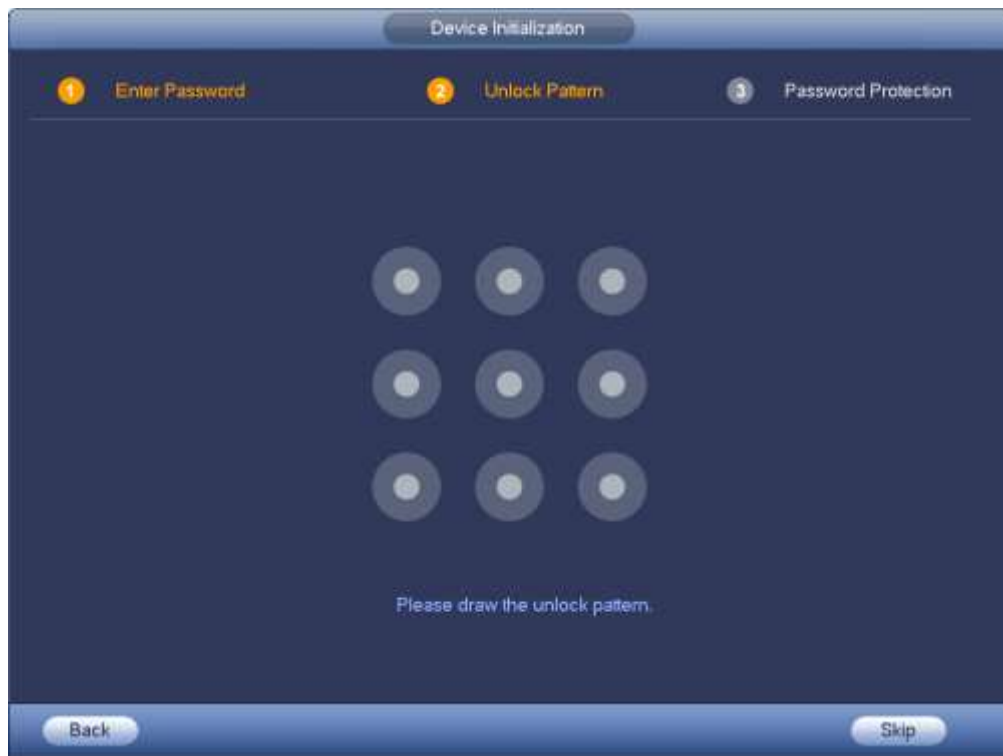 Device Initialization
1 Enter Password 2 Unlock Pattern 3 Password Protection
Please draw the unlock pattern.
Back Skip